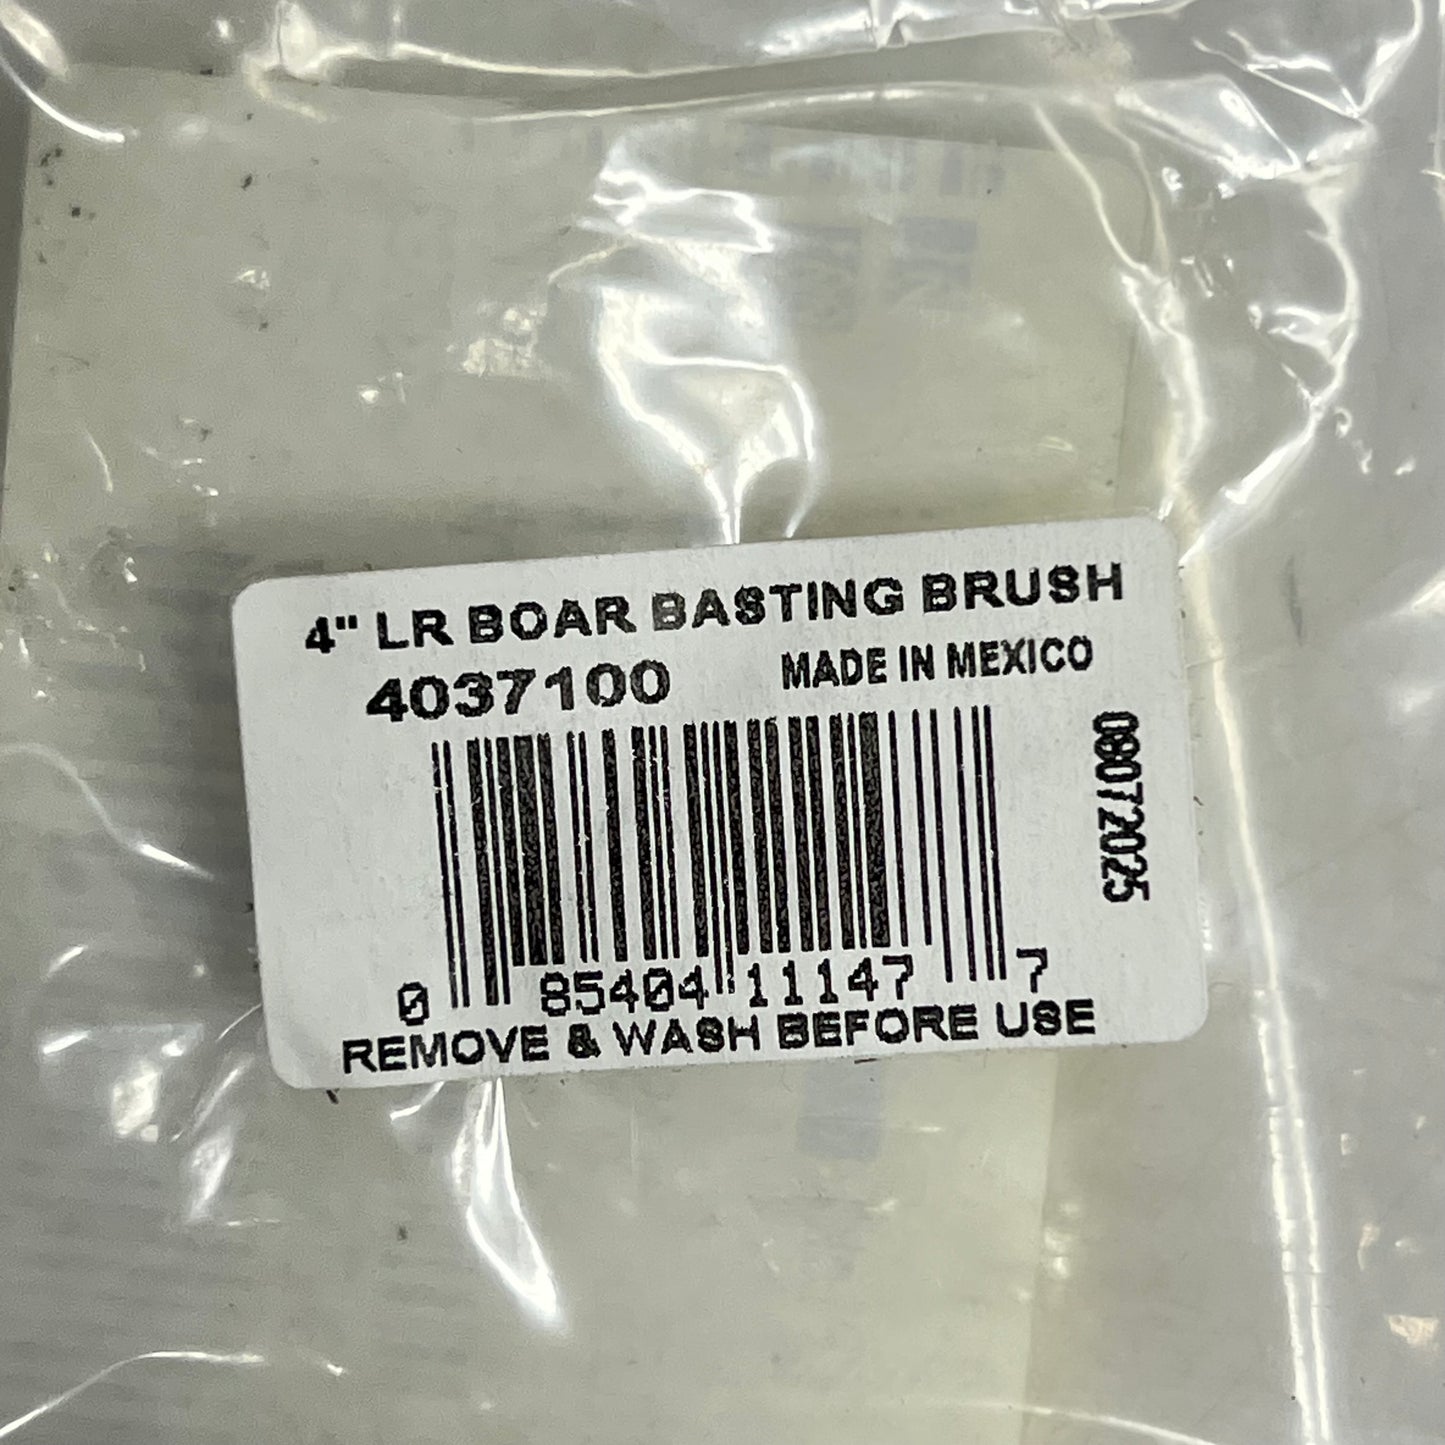 4" LR BOAR BASTING BRUSH
4037100 MADE IN MEXICO
08072025
0 85404 11147 7
REMOVE & WASH BEFORE USE